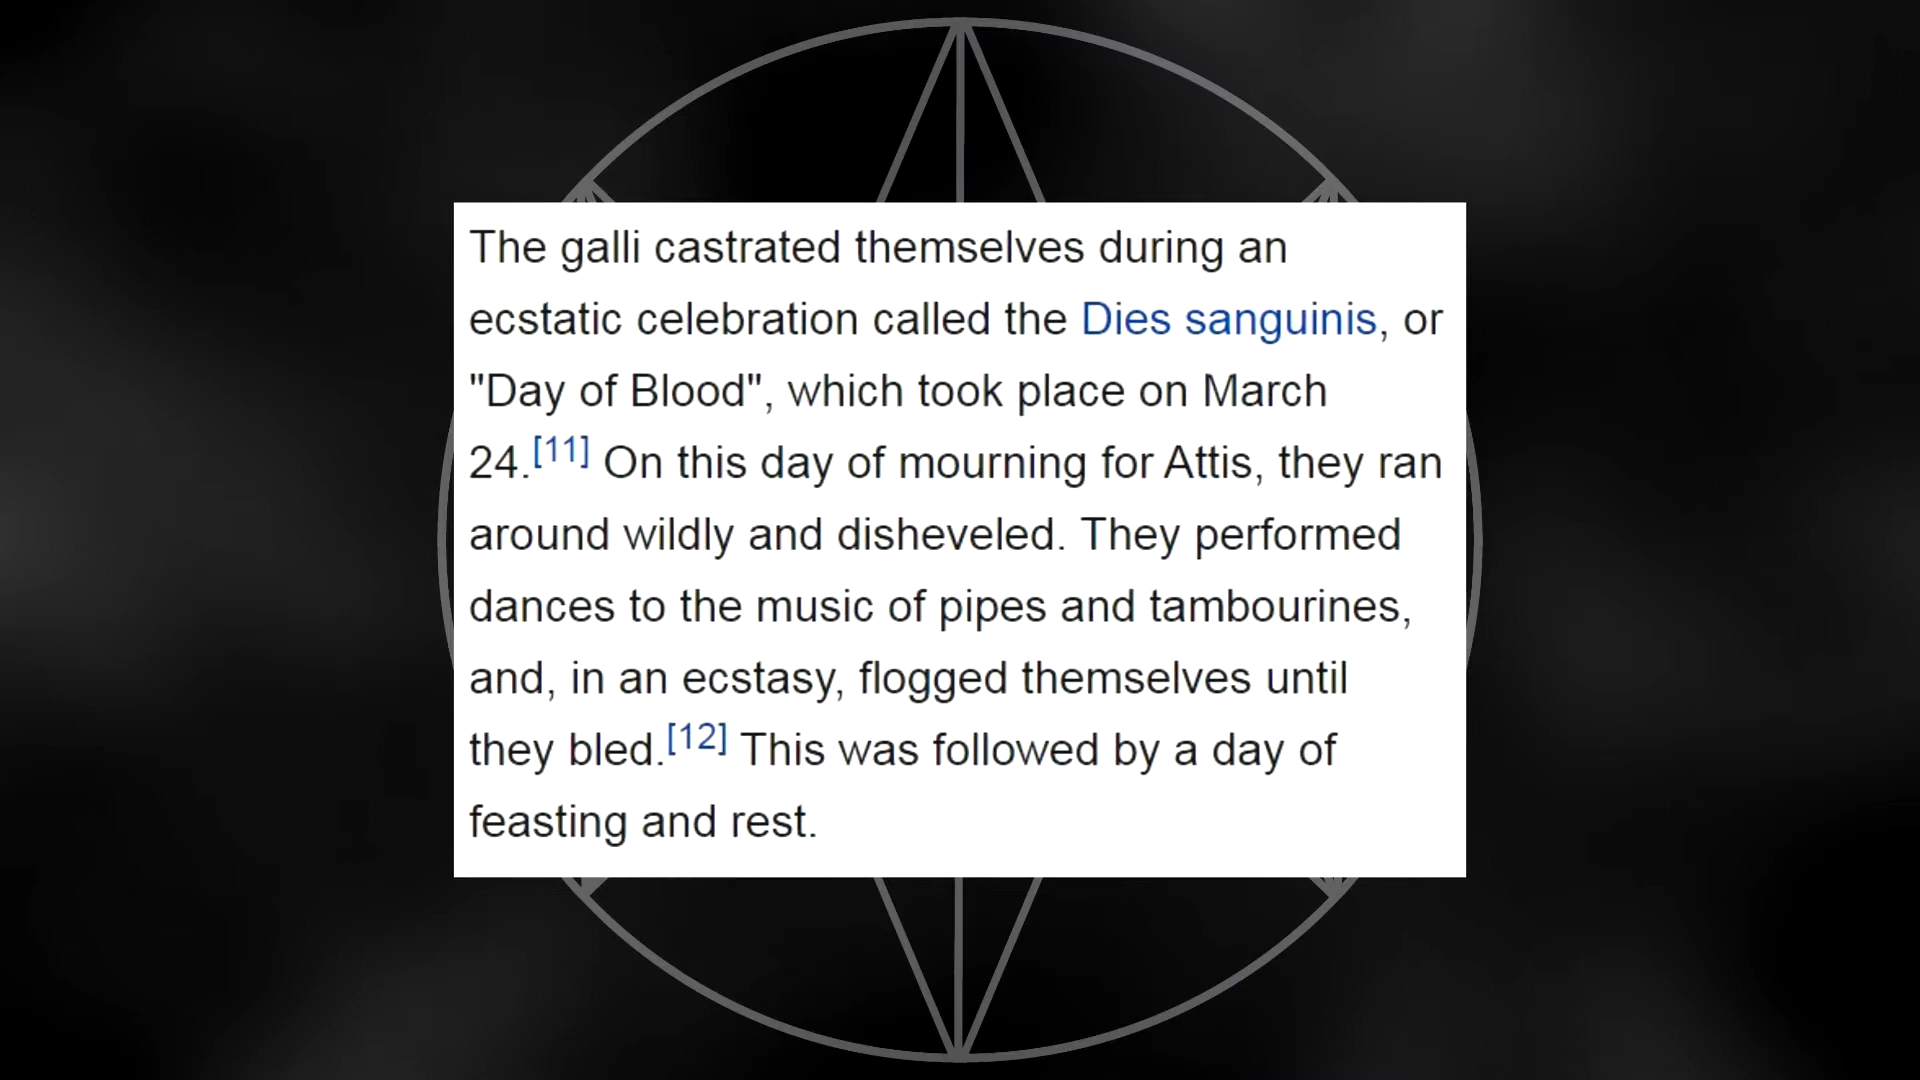 The galli castrated themselves during an
ecstatic celebration called the Dies sanguinis, or
"Day of Blood", which took place on March
24.[11] On this day of mourning for Attis, they ran
around wildly and disheveled. They performed
dances to the music of pipes and tambourines,
and, in an ecstasy, flogged themselves until
they bled.[12] This was followed by a day of
feasting and rest.